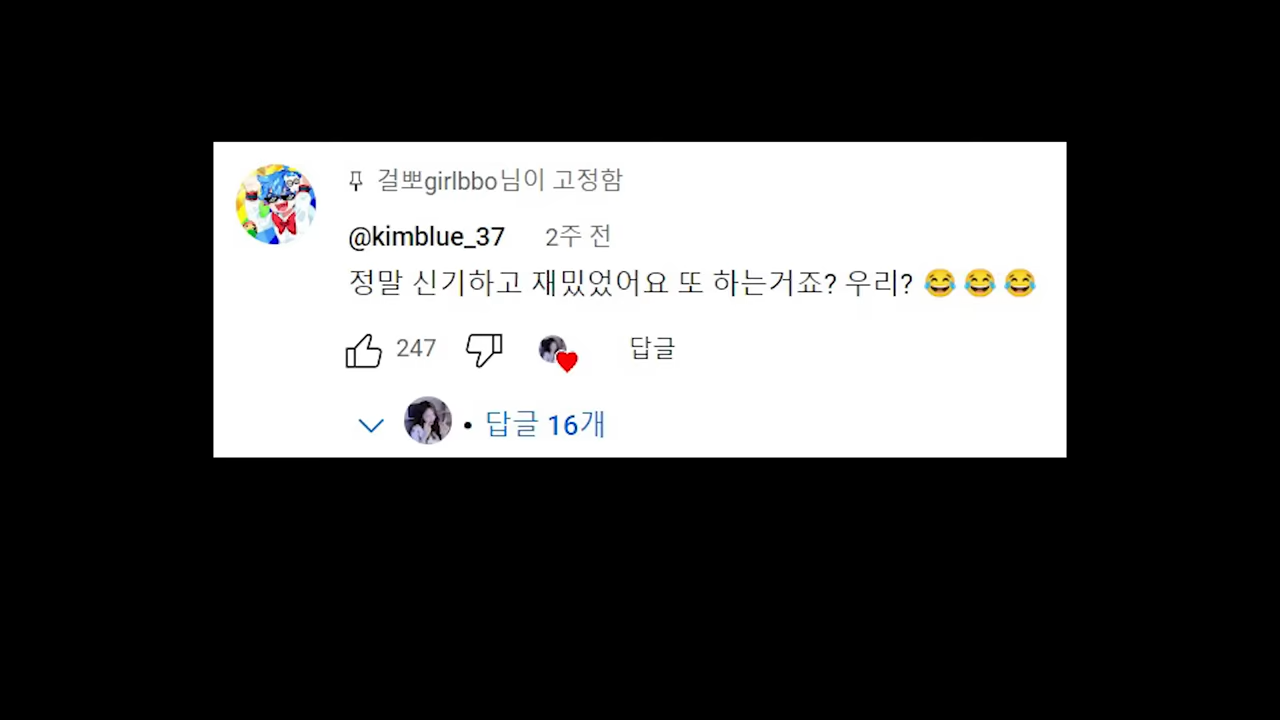 걸뽀girlbbo님이 고정함
@kimblue_37 2주 전
정말 신기하고 재밌었어요 또 하는거죠? 우리? 😂😂😂
247 답글
• 답글 16개